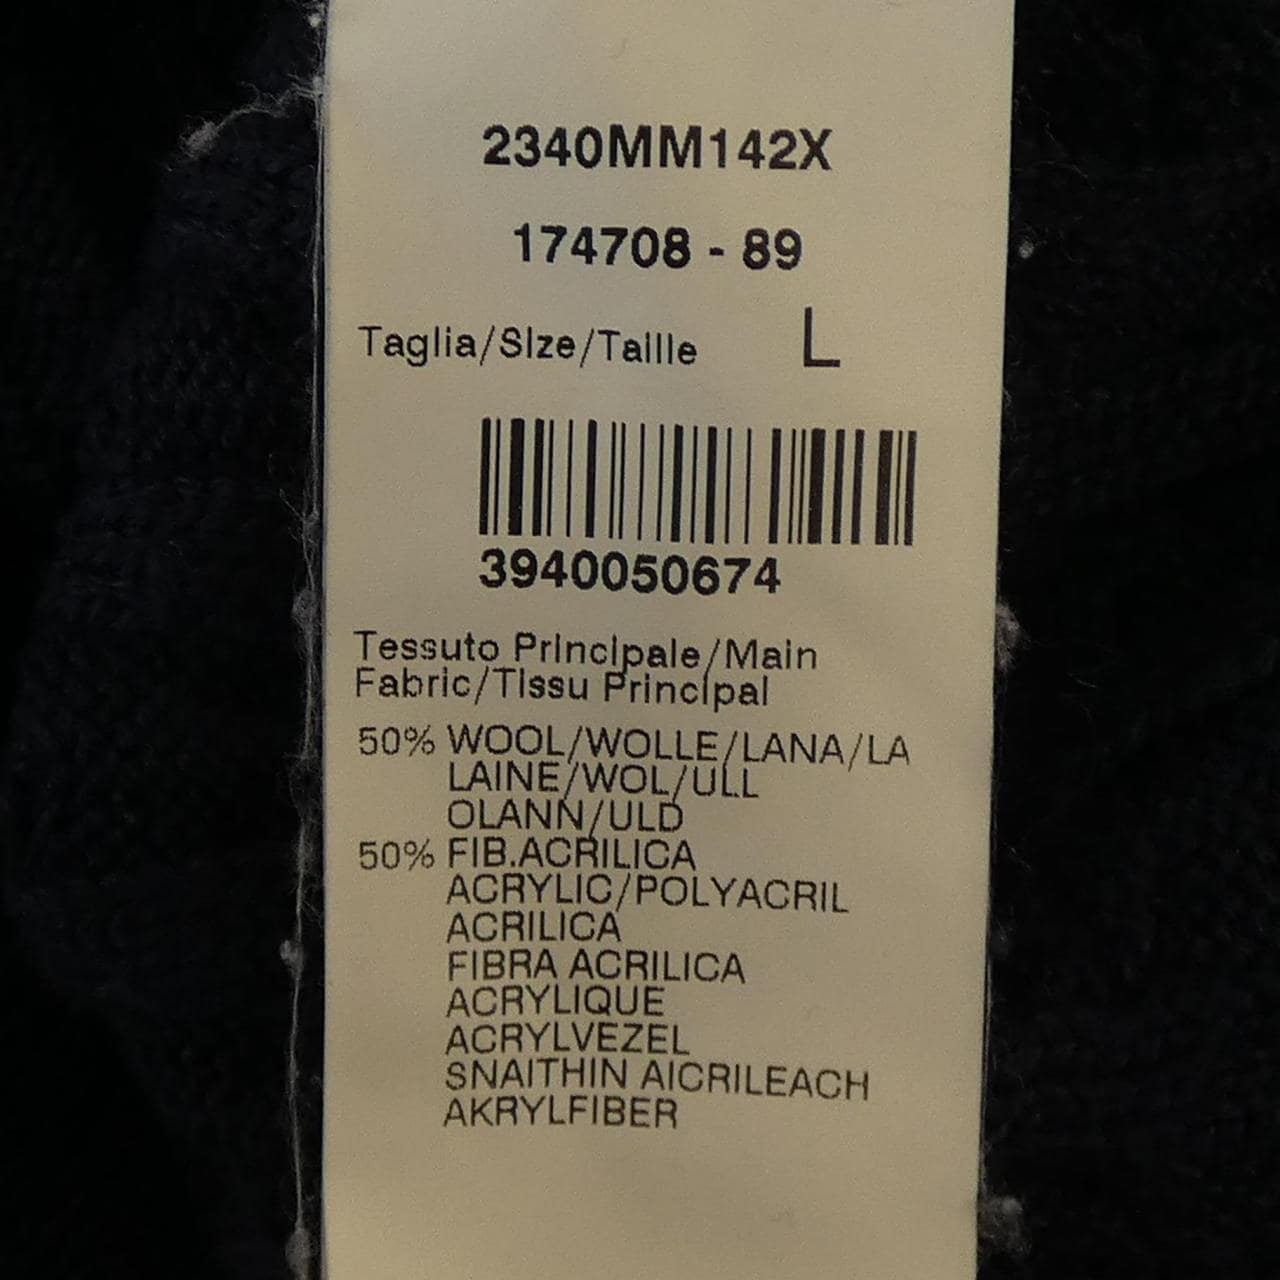 2340MM142X
174708 - 89
Taglia/SIze/Taille L
3940050674
Tessuto Principale/Main
Fabric/Tissu Principal
50% WOOL/WOLLE/LANA/LA
LAINE/WOL/ULL
OLANN/ULD
50% FIB.ACRILICA
ACRYLIC/POLYACRIL
ACRILICA
FIBRA ACRILICA
ACRYLIQUE
ACRYLVEZEL
SNAITHIN AICRILEACH
AKRYLFIBER